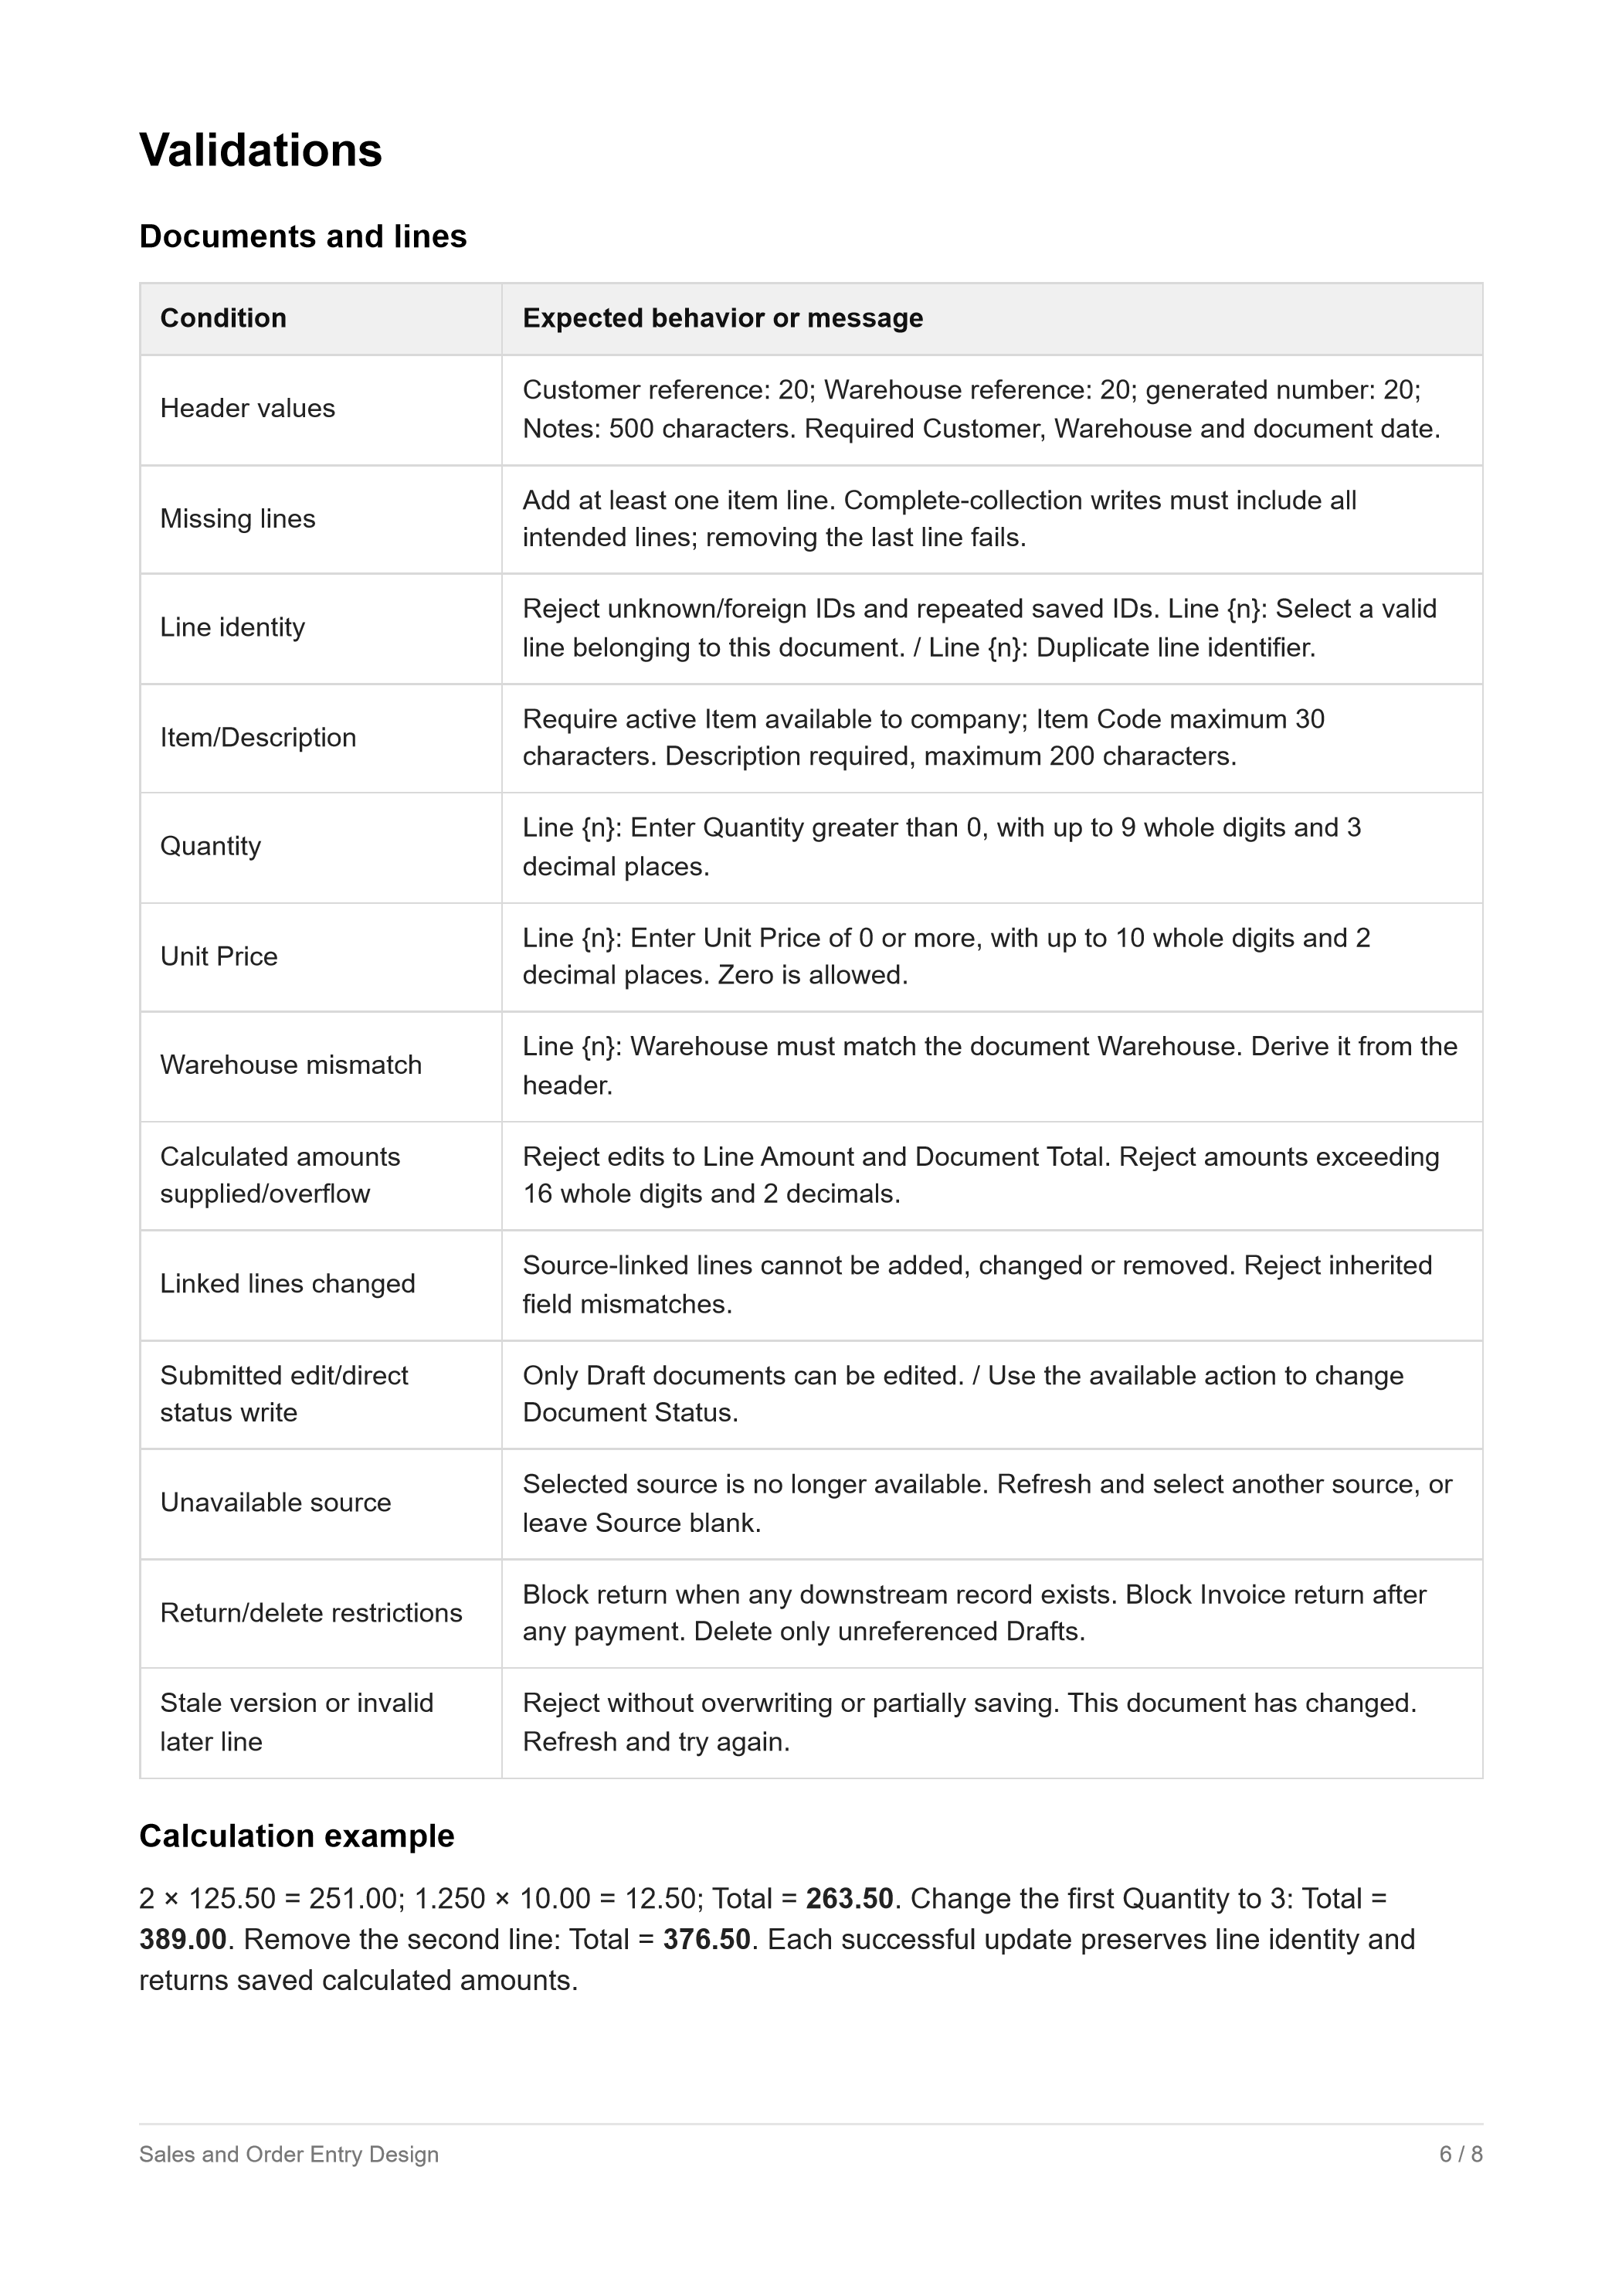 Validations
Documents and lines
Condition
Expected behavior or message
Header values
Customer reference: 20; Warehouse reference: 20; generated number: 20;
Notes: 500 characters. Required Customer, Warehouse and document date.
Missing lines
Add at least one item line. Complete-collection writes must include all
intended lines; removing the last line fails.
Line identity
Reject unknown/foreign IDs and repeated saved IDs. Line {n}: Select a valid
line belonging to this document. / Line {n}: Duplicate line identifier.
Item/Description
Require active Item available to company; Item Code maximum 30
characters. Description required, maximum 200 characters.
Quantity
Line {n}: Enter Quantity greater than 0, with up to 9 whole digits and 3
decimal places.
Unit Price
Line {n}: Enter Unit Price of 0 or more, with up to 10 whole digits and 2
decimal places. Zero is allowed.
Warehouse mismatch
Line {n}: Warehouse must match the document Warehouse. Derive it from the
header.
Calculated amounts
supplied/overflow
Reject edits to Line Amount and Document Total. Reject amounts exceeding
16 whole digits and 2 decimals.
Linked lines changed
Source-linked lines cannot be added, changed or removed. Reject inherited
field mismatches.
Submitted edit/direct
status write
Only Draft documents can be edited. / Use the available action to change
Document Status.
Unavailable source
Selected source is no longer available. Refresh and select another source, or
leave Source blank.
Return/delete restrictions
Block return when any downstream record exists. Block Invoice return after
any payment. Delete only unreferenced Drafts.
Stale version or invalid
later line
Reject without overwriting or partially saving. This document has changed.
Refresh and try again.
Calculation example
2 × 125.50 = 251.00; 1.250 × 10.00 = 12.50; Total = 263.50. Change the first Quantity to 3: Total =
389.00. Remove the second line: Total = 376.50. Each successful update preserves line identity and
returns saved calculated amounts.
Sales and Order Entry Design
6 / 8